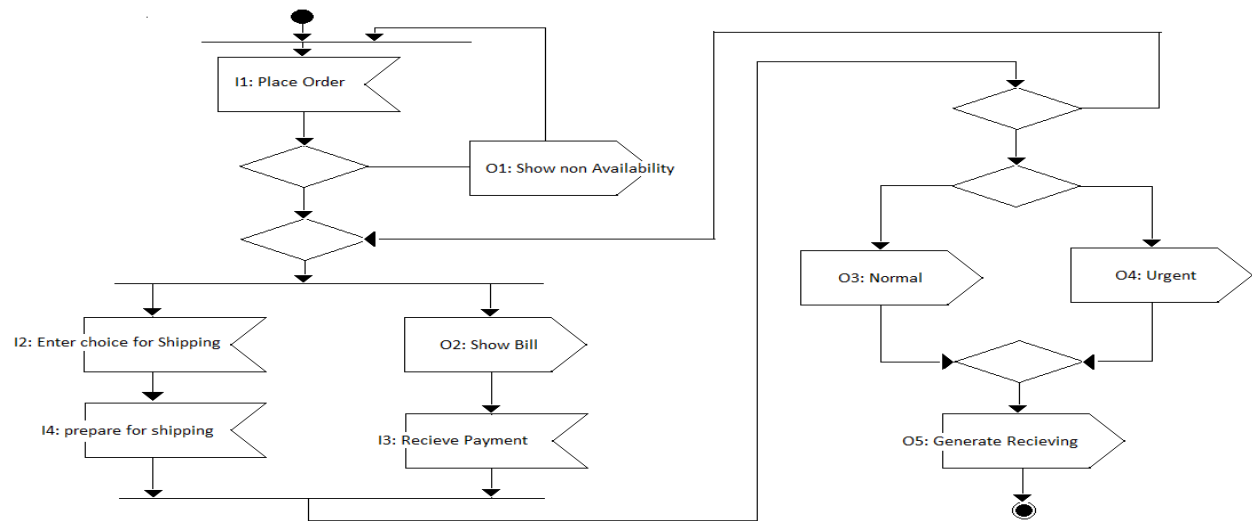 I1: Place Order
O1: Show non Availability
I2: Enter choice for Shipping
O2: Show Bill
I4: prepare for shipping
I3: Recieve Payment
O3: Normal
O4: Urgent
O5: Generate Recieving